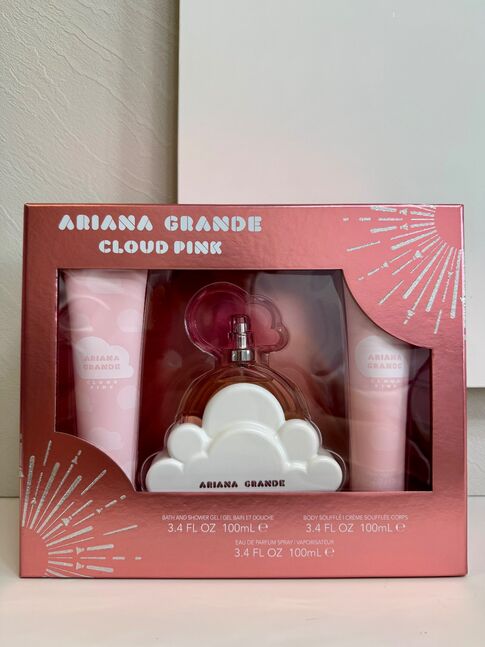 ARIANA GRANDE
CLOUD PINK
ARIANA
GRANDE
CLOUD
PINK
ARIANA GRANDE
ARIANA
GRANDE
CLOUD
PINK
BATH AND SHOWER GEL / GEL BAIN ET DOUCHE
3.4 FL OZ 100mL ℮
BODY SOUFFLÉ / CRÈME SOUFFLÉE CORPS
3.4 FL OZ 100mL ℮
EAU DE PARFUM SPRAY / VAPORISATEUR
3.4 FL OZ 100mL ℮